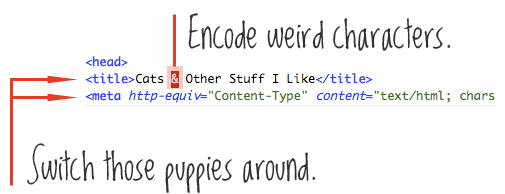 Encode weird characters.
<head>
<title>Cats & Other Stuff I Like</title>
<meta http-equiv="Content-Type" content="text/html; chars
Switch those puppies around.